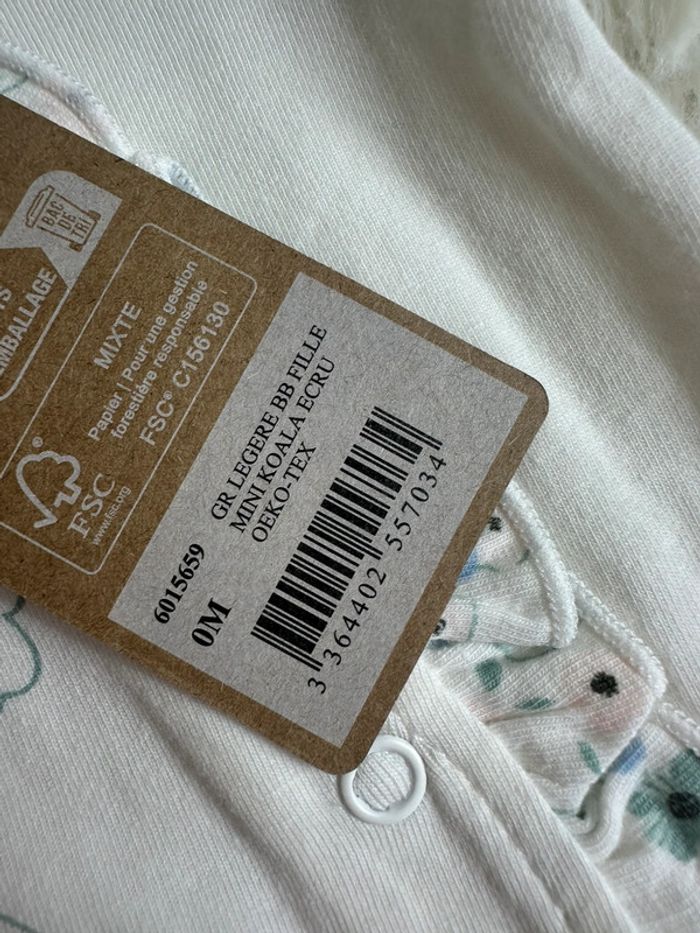 BAC
DE
TRI
EMBALLAGE
MIXTE
Papier | Pour une gestion
forestière responsable
FSC® C156130
®
FSC
www.fsc.org
GR LEGERE BB FILLE
MINI KOALA ECRU
OEKO-TEX
6015659
0M
3 364402 557034